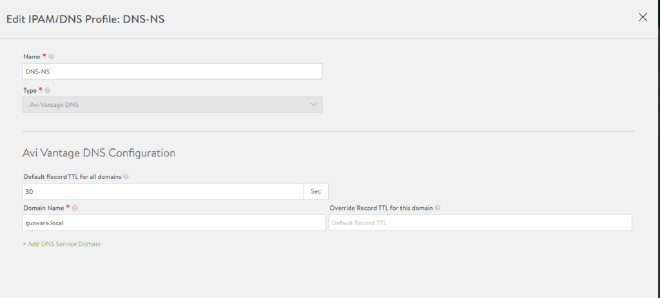 Edit IPAM/DNS Profile: DNS-NS
Name *
DNS-NS
Type *
Avi Vantage DNS
Avi Vantage DNS Configuration
Default Record TTL for all domains
30 Sec
Domain Name * Override Record TTL for this domain
guzware.local Default Record TTL
+ Add DNS Service Domain